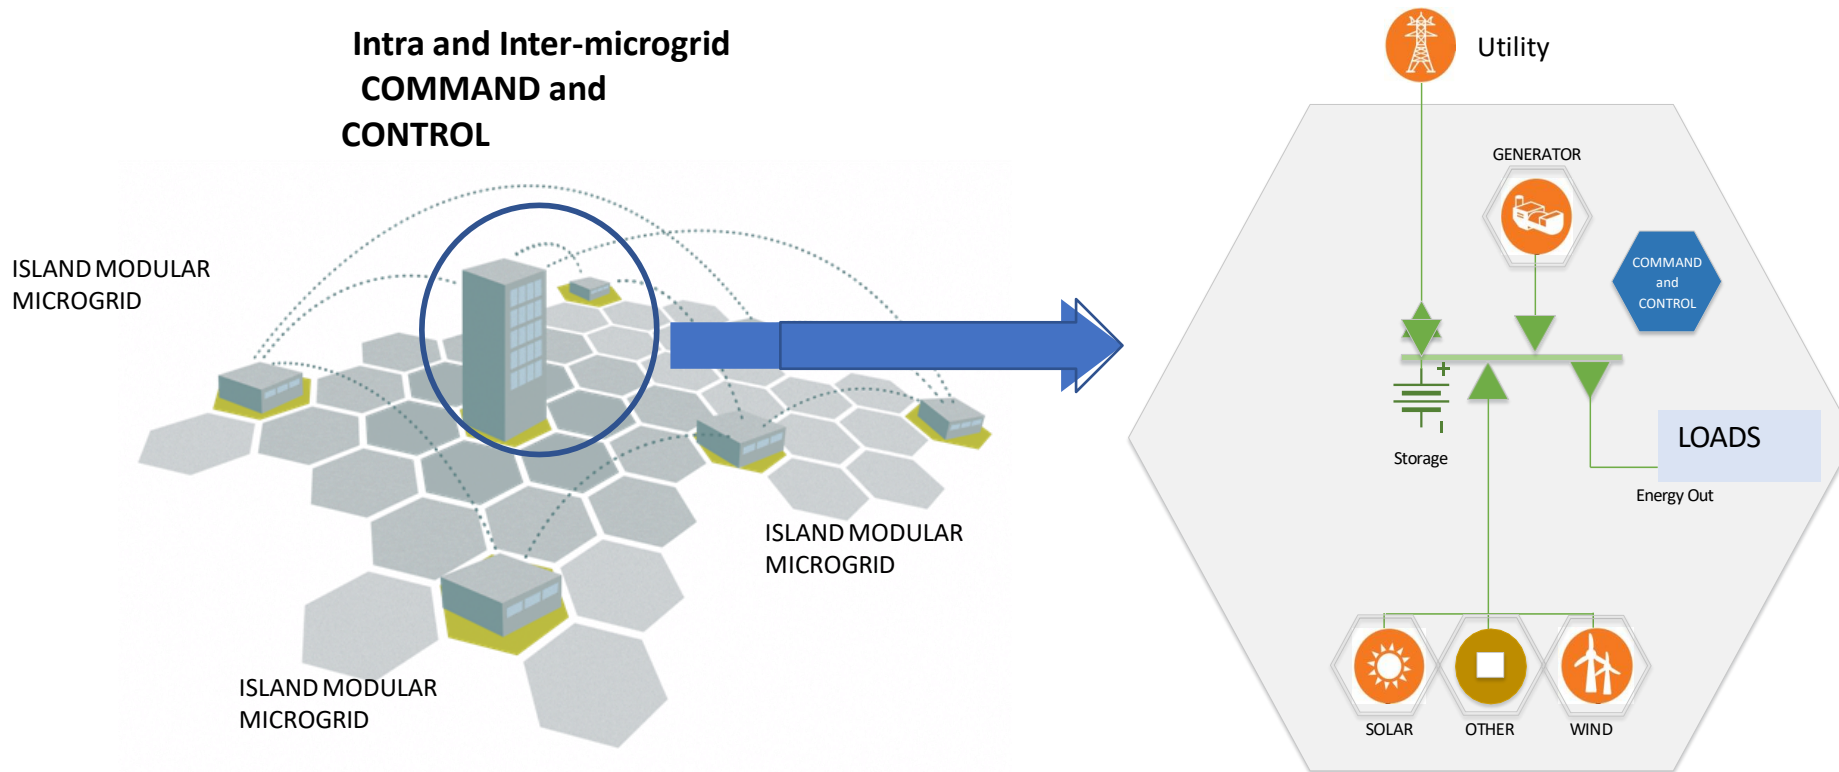 Intra and Inter-microgrid
COMMAND and
CONTROL
ISLAND MODULAR
MICROGRID
ISLAND MODULAR
MICROGRID
ISLAND MODULAR
MICROGRID
Utility
GENERATOR
COMMAND
and
CONTROL
+
Storage
LOADS
Energy Out
SOLAR
OTHER
WIND